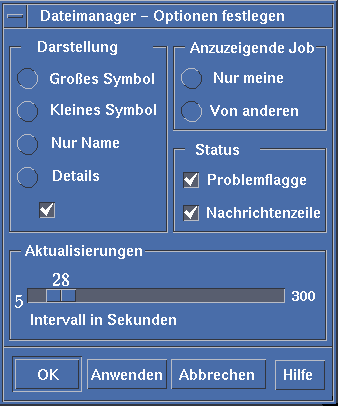 Dateimanager – Optionen festlegen
Darstellung
Großes Symbol
Kleines Symbol
Nur Name
Details
Anzuzeigende Job
Nur meine
Von anderen
Status
Problemflagge
Nachrichtenzeile
Aktualisierungen
28
5
300
Intervall in Sekunden
OK
Anwenden
Abbrechen
Hilfe